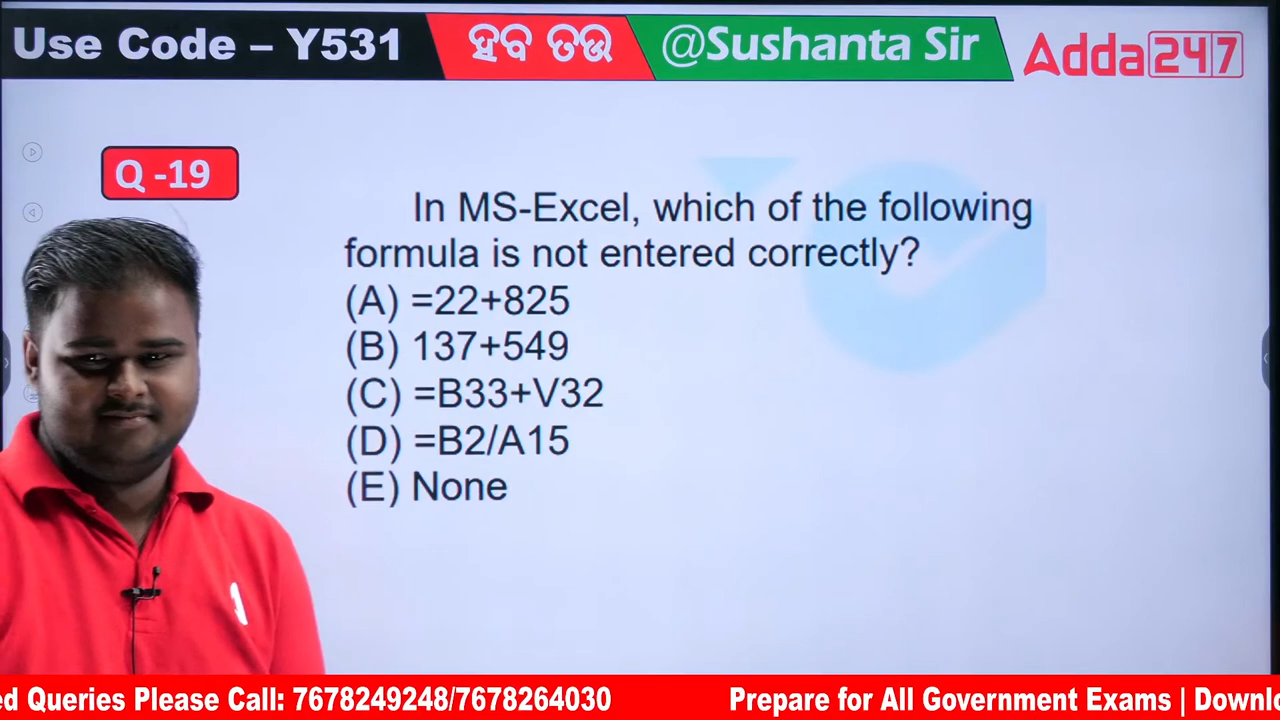 Use Code – Y531
ହବ ତଉ
@Sushanta Sir
Adda247
Q -19
In MS-Excel, which of the following
formula is not entered correctly?
(A) =22+825
(B) 137+549
(C) =B33+V32
(D) =B2/A15
(E) None
ed Queries Please Call: 7678249248/7678264030
Prepare for All Government Exams | Downlo